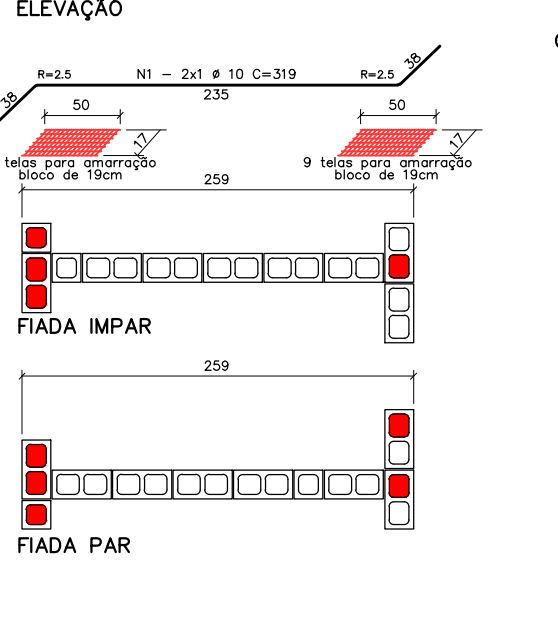 ELEVAÇÃO
R=2.5 N1 - 2x1 ø 10 C=319 R=2.5
38 235 38
50 50
17 17
telas para amarração 9 telas para amarração
bloco de 19cm bloco de 19cm
259
FIADA IMPAR
259
FIADA PAR